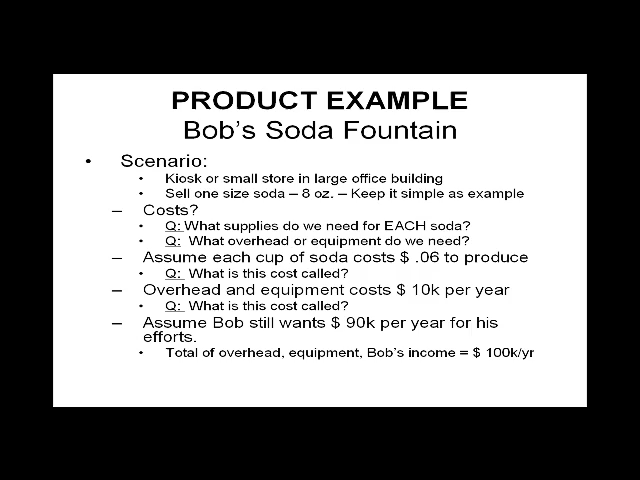 PRODUCT EXAMPLE
Bob's Soda Fountain
• Scenario:
• Kiosk or small store in large office building
• Sell one size soda – 8 oz. – Keep it simple as example
– Costs?
• Q: What supplies do we need for EACH soda?
• Q: What overhead or equipment do we need?
– Assume each cup of soda costs $ .06 to produce
• Q: What is this cost called?
– Overhead and equipment costs $ 10k per year
• Q: What is this cost called?
– Assume Bob still wants $ 90k per year for his
efforts.
• Total of overhead, equipment, Bob's income = $ 100k/yr